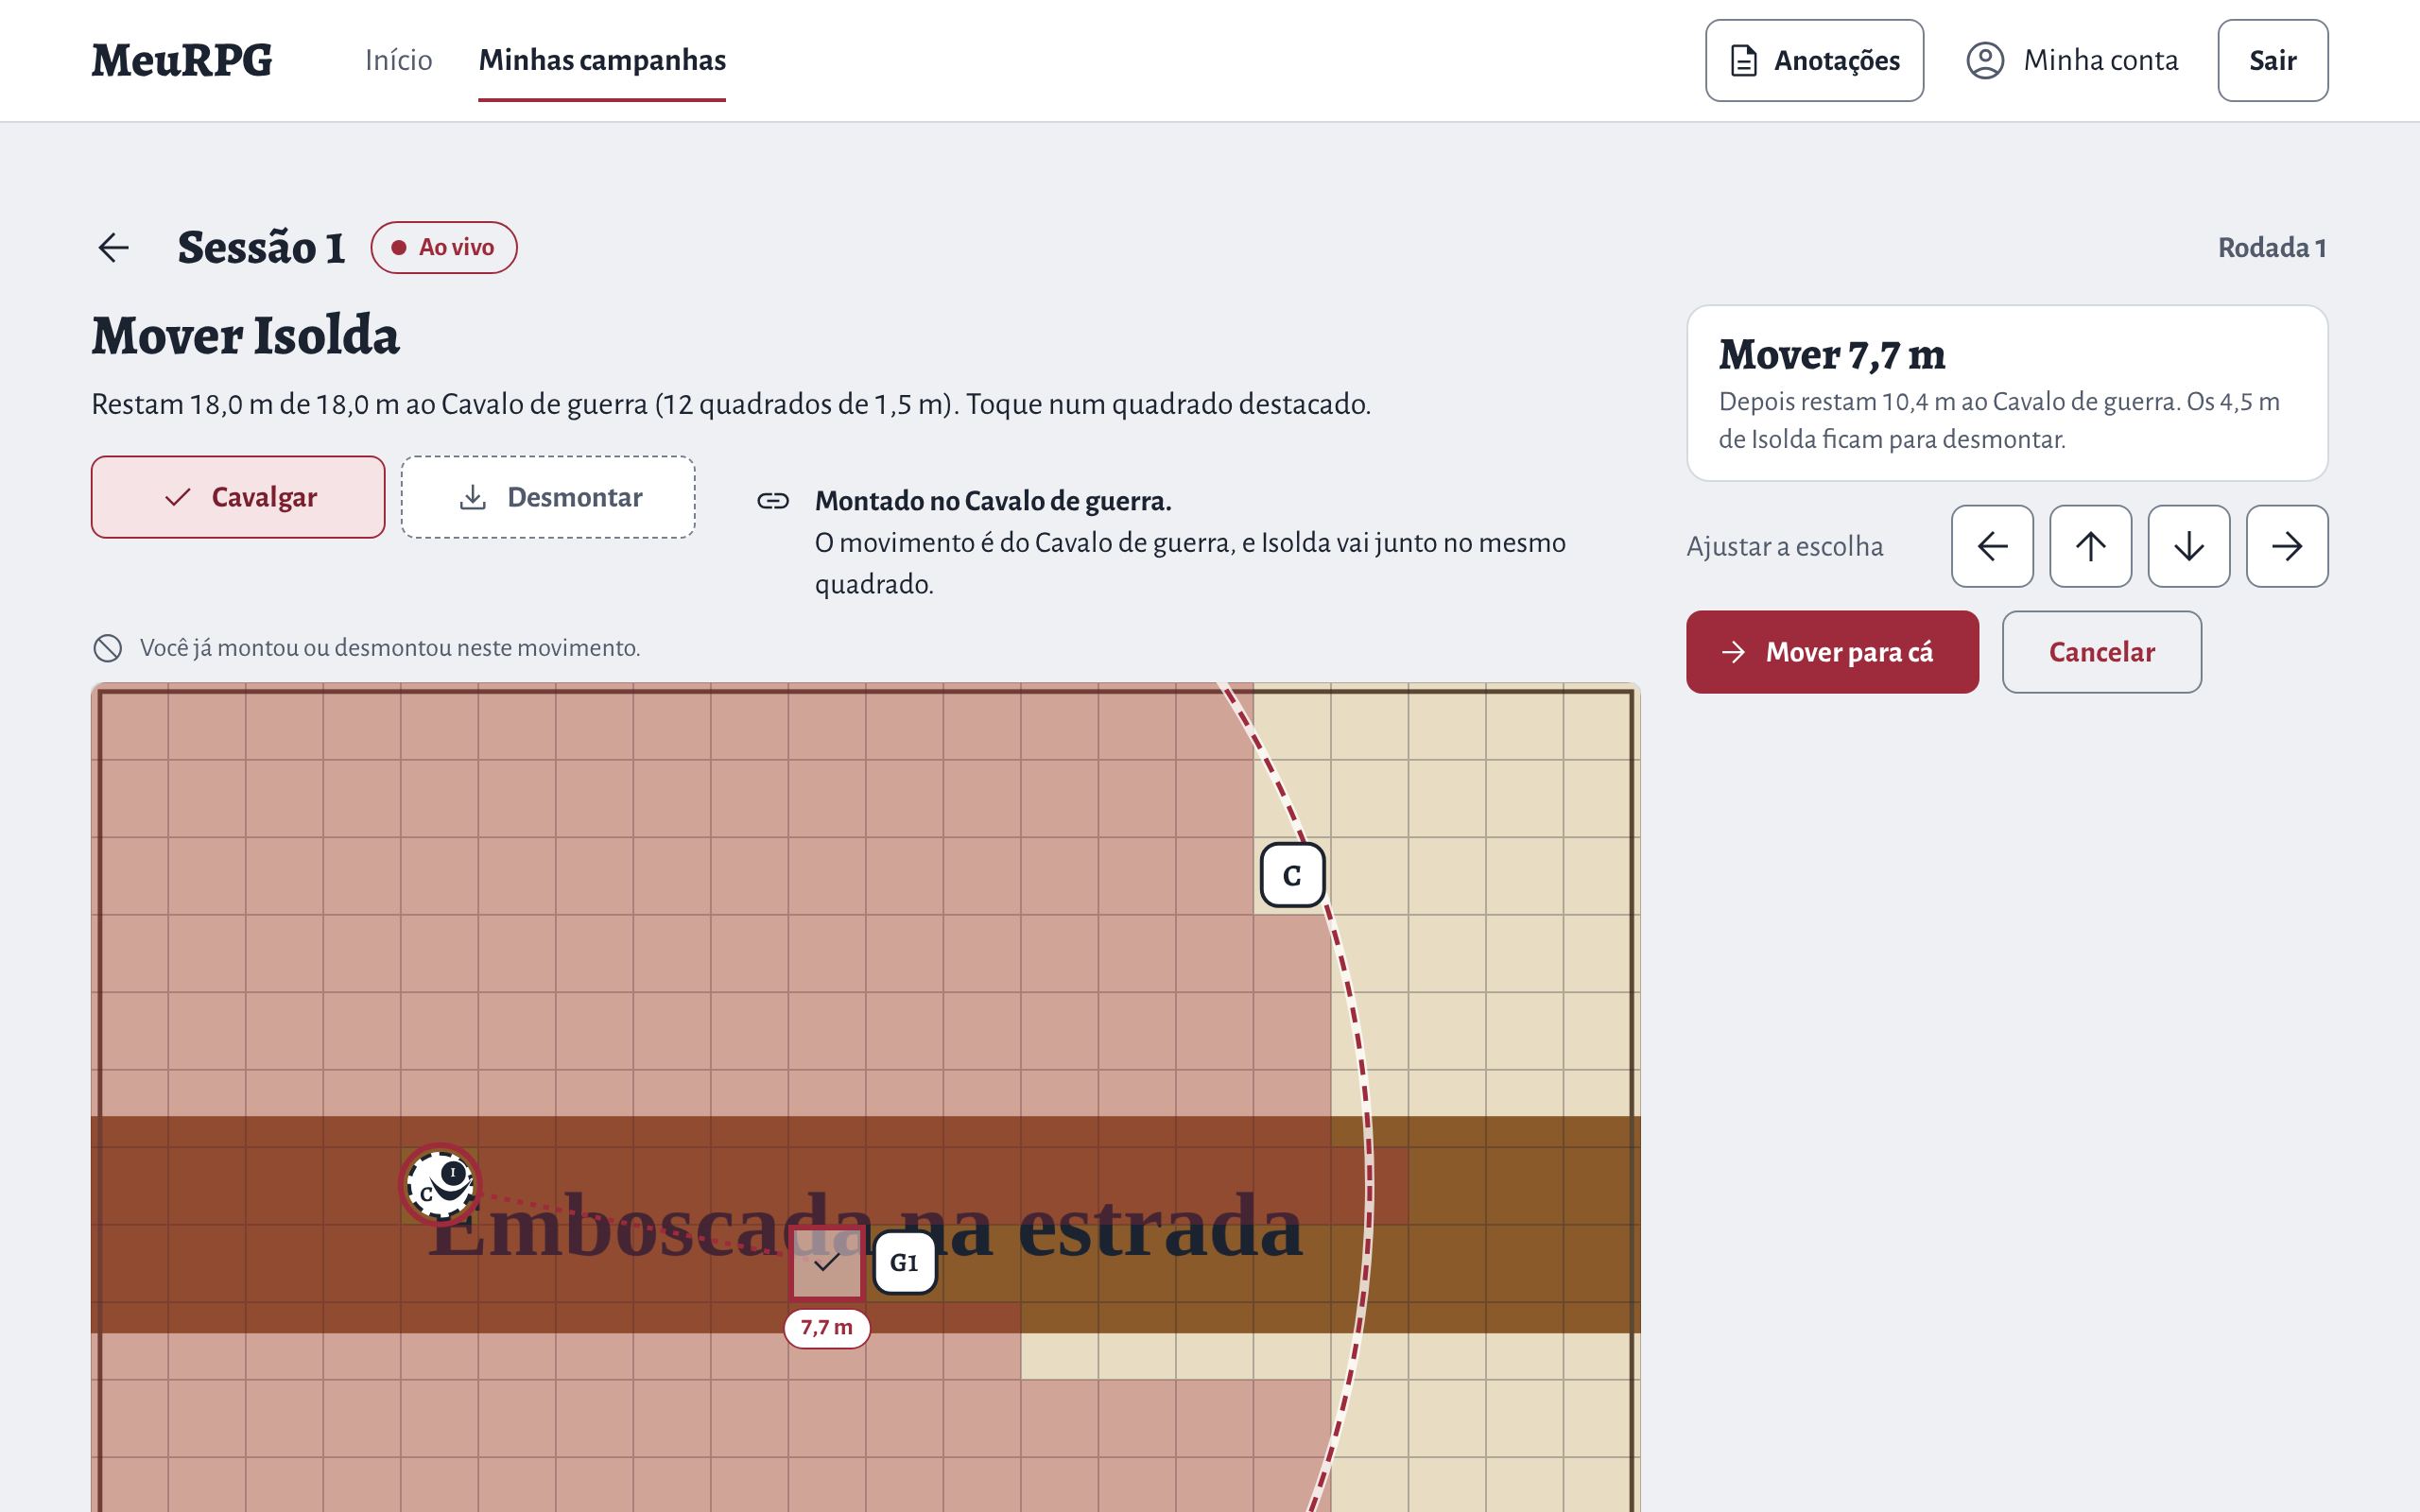 MeuRPG
Início
Minhas campanhas
Anotações
Minha conta
Sair
Sessão 1
Ao vivo
Rodada 1
Mover Isolda
Restam 18,0 m de 18,0 m ao Cavalo de guerra (12 quadrados de 1,5 m). Toque num quadrado destacado.
Cavalgar
Desmontar
Montado no Cavalo de guerra.
O movimento é do Cavalo de guerra, e Isolda vai junto no mesmo
quadrado.
Você já montou ou desmontou neste movimento.
Mover 7,7 m
Depois restam 10,4 m ao Cavalo de guerra. Os 4,5 m
de Isolda ficam para desmontar.
Ajustar a escolha
Mover para cá
Cancelar
C
I
C
Emboscada na estrada
G1
7,7 m